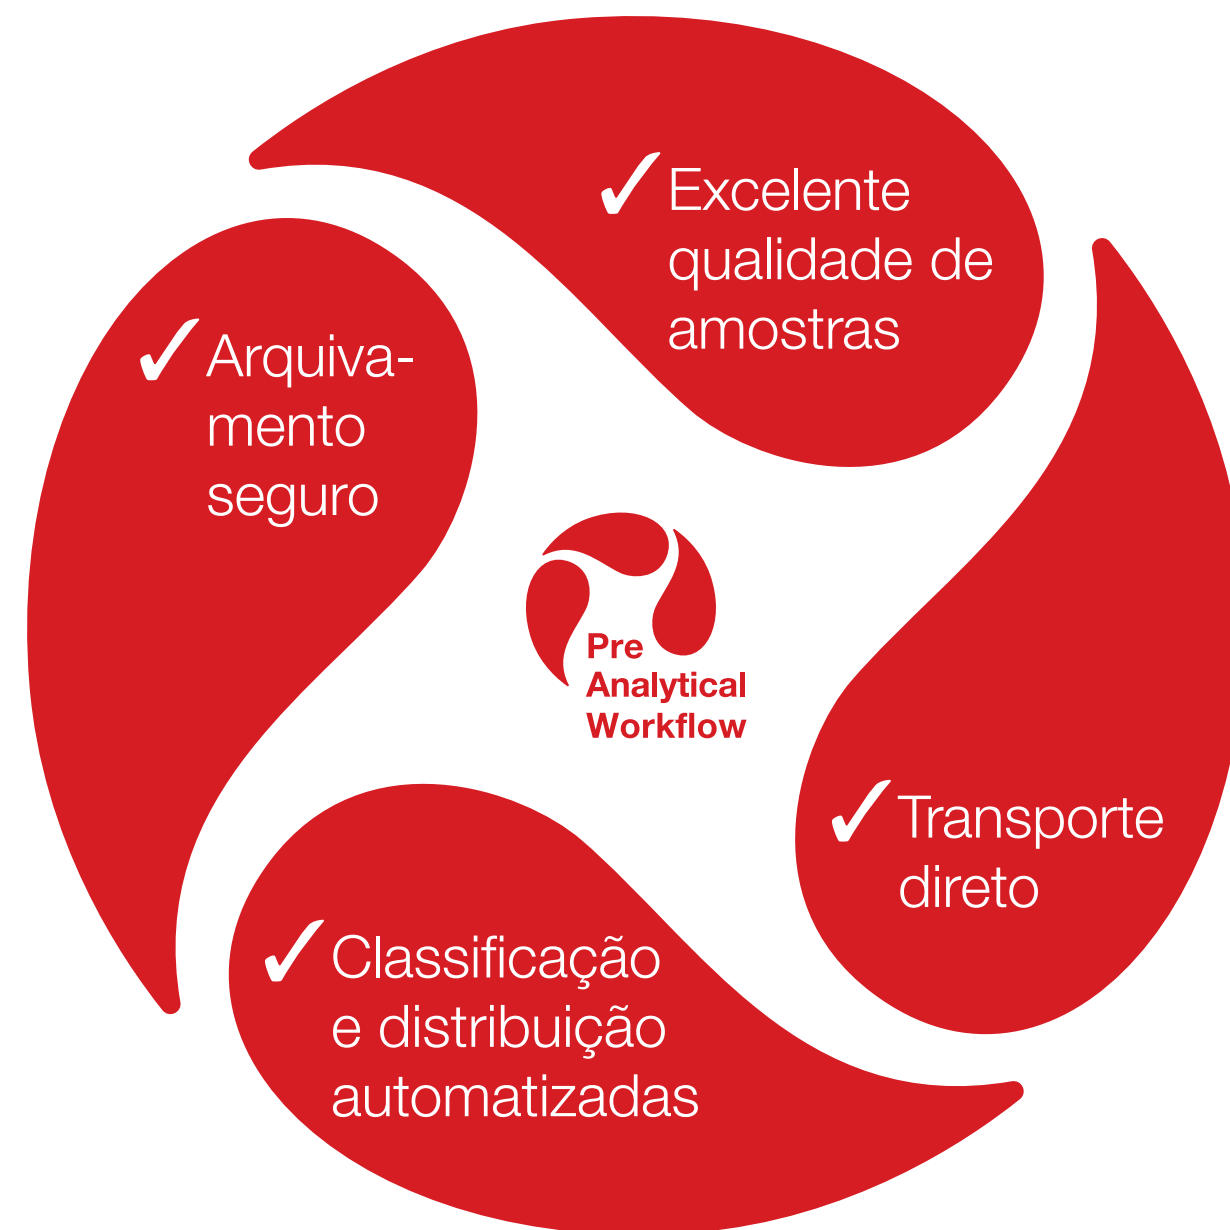 ✓ Excelente
qualidade de
amostras
✓ Arquiva-
mento
seguro
Pre
Analytical
Workflow
✓ Transporte
direto
✓ Classificação
e distribuição
automatizadas